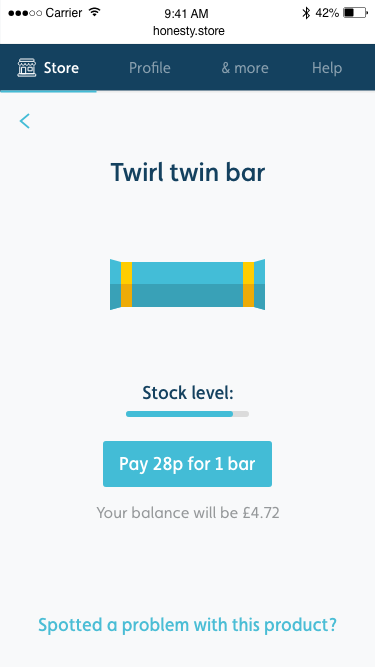 Carrier 9:41 AM 42%
honesty.store
Store Profile & more Help
Twirl twin bar
Stock level:
Pay 28p for 1 bar
Your balance will be £4.72
Spotted a problem with this product?